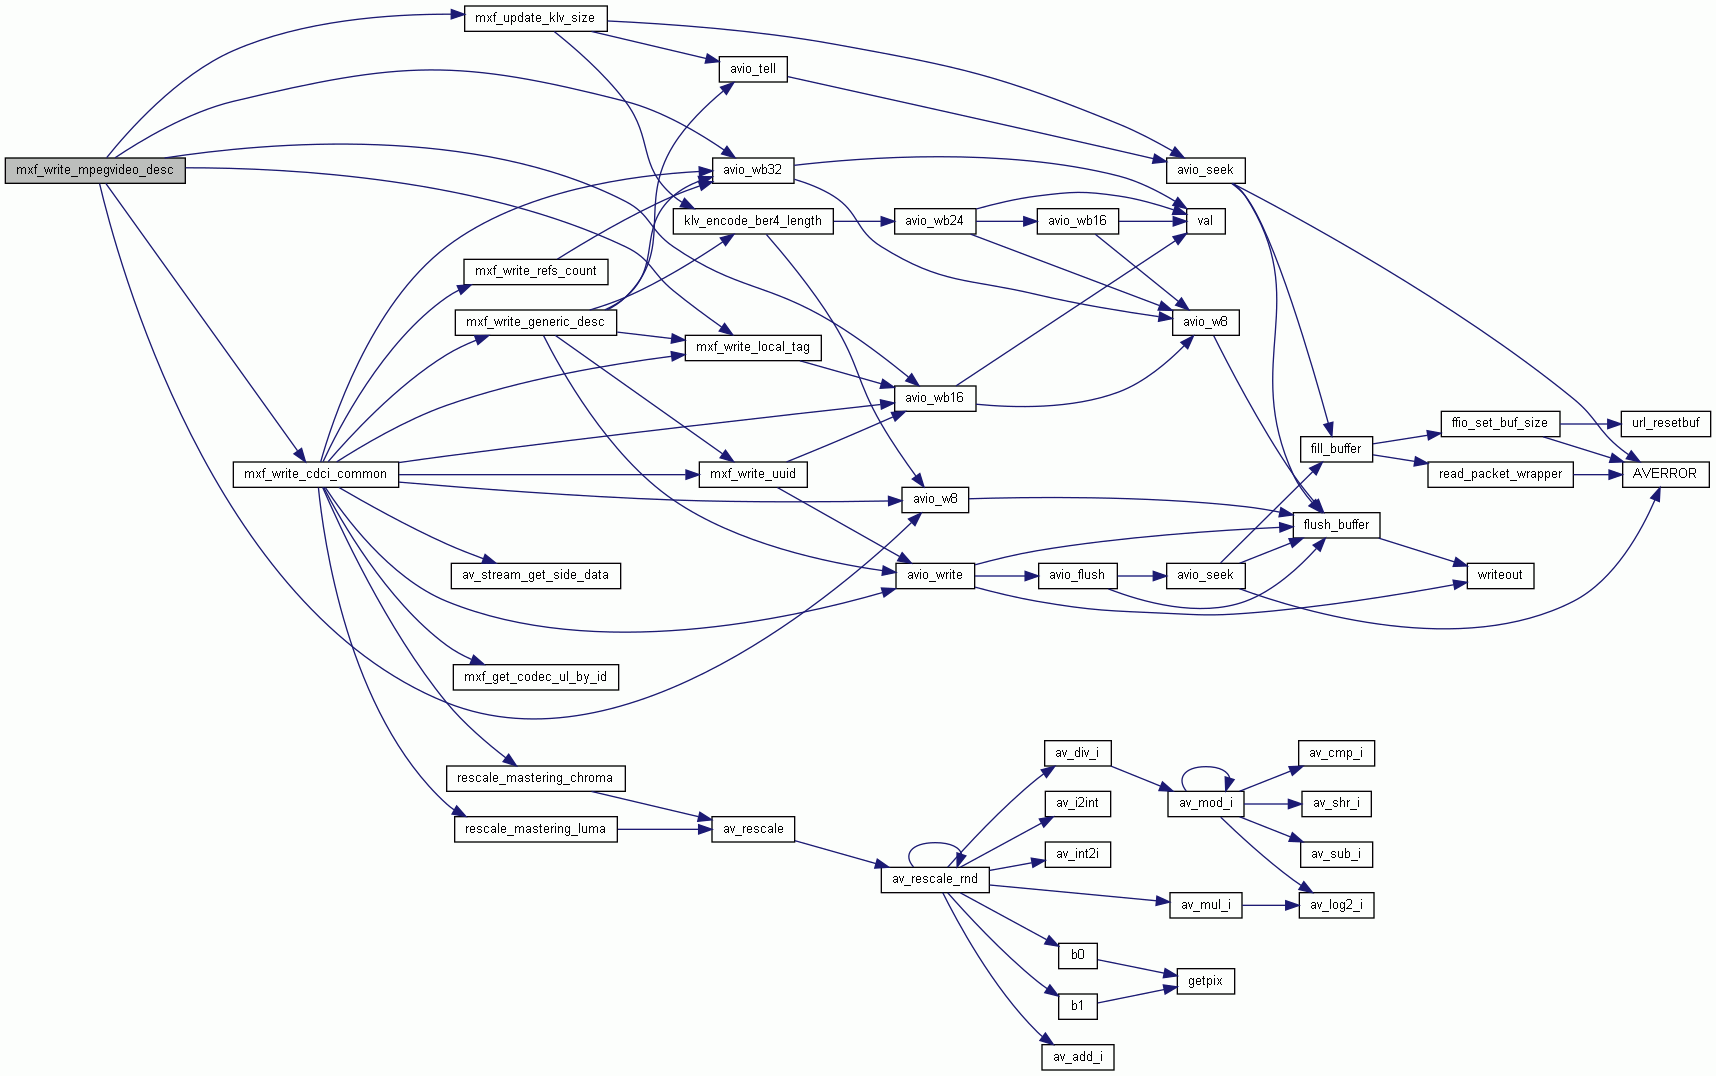 mxf_update_klv_size
avio_tell
mxf_write_mpegvideo_desc
avio_wb32
avio_seek
klv_encode_ber4_length
avio_wb24
avio_wb16
val
mxf_write_refs_count
mxf_write_generic_desc
avio_w8
mxf_write_local_tag
avio_wb16
ffio_set_buf_size
url_resetbuf
fill_buffer
mxf_write_cdci_common
mxf_write_uuid
read_packet_wrapper
AVERROR
avio_w8
flush_buffer
av_stream_get_side_data
avio_write
avio_flush
avio_seek
writeout
mxf_get_codec_ul_by_id
av_div_i
av_cmp_i
rescale_mastering_chroma
av_i2int
av_mod_i
av_shr_i
rescale_mastering_luma
av_rescale
av_int2i
av_sub_i
av_rescale_rnd
av_mul_i
av_log2_i
b0
getpix
b1
av_add_i